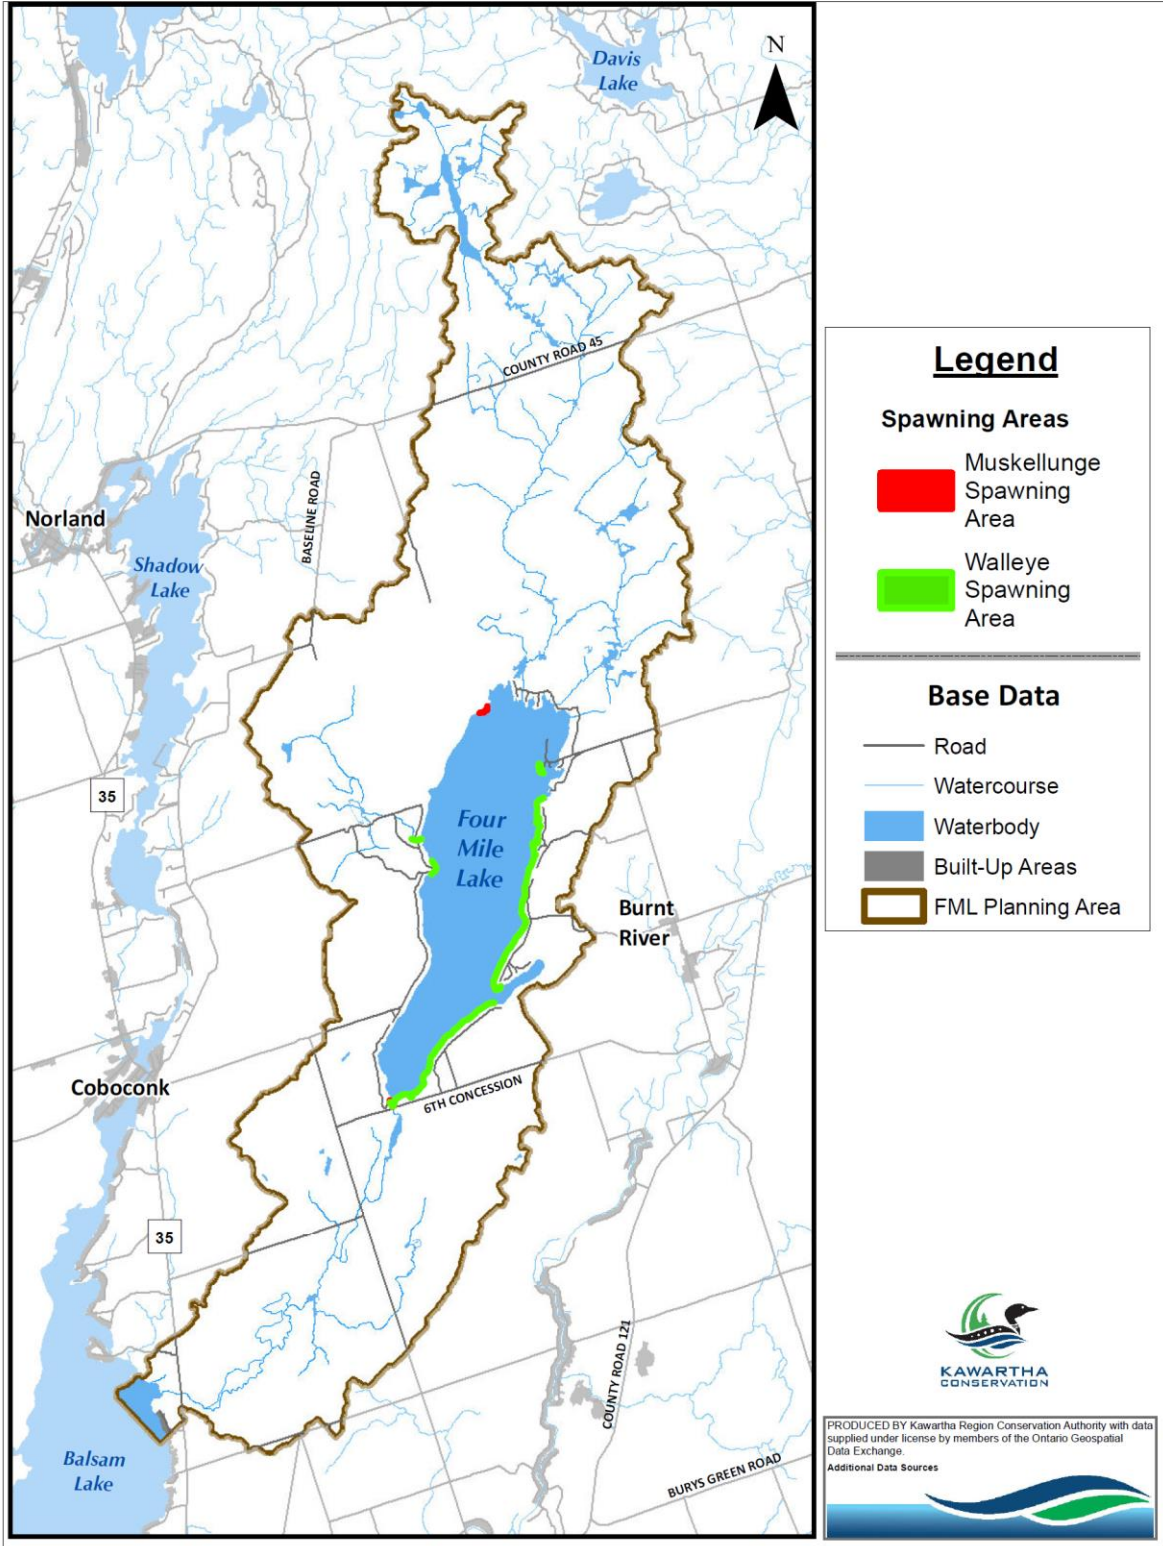 Davis
Lake
N
COUNTY ROAD 45
BASELINE ROAD
Norland
Shadow
Lake
35
Four
Mile
Lake
Burnt
River
Coboconk
6TH CONCESSION
35
COUNTY ROAD 121
BURYS GREEN ROAD
Balsam
Lake
Legend
Spawning Areas
Muskellunge
Spawning
Area
Walleye
Spawning
Area
Base Data
Road
Watercourse
Waterbody
Built-Up Areas
FML Planning Area
KAWARTHA
CONSERVATION
PRODUCED BY Kawartha Region Conservation Authority with data
supplied under license by members of the Ontario Geospatial
Data Exchange.
Additional Data Sources